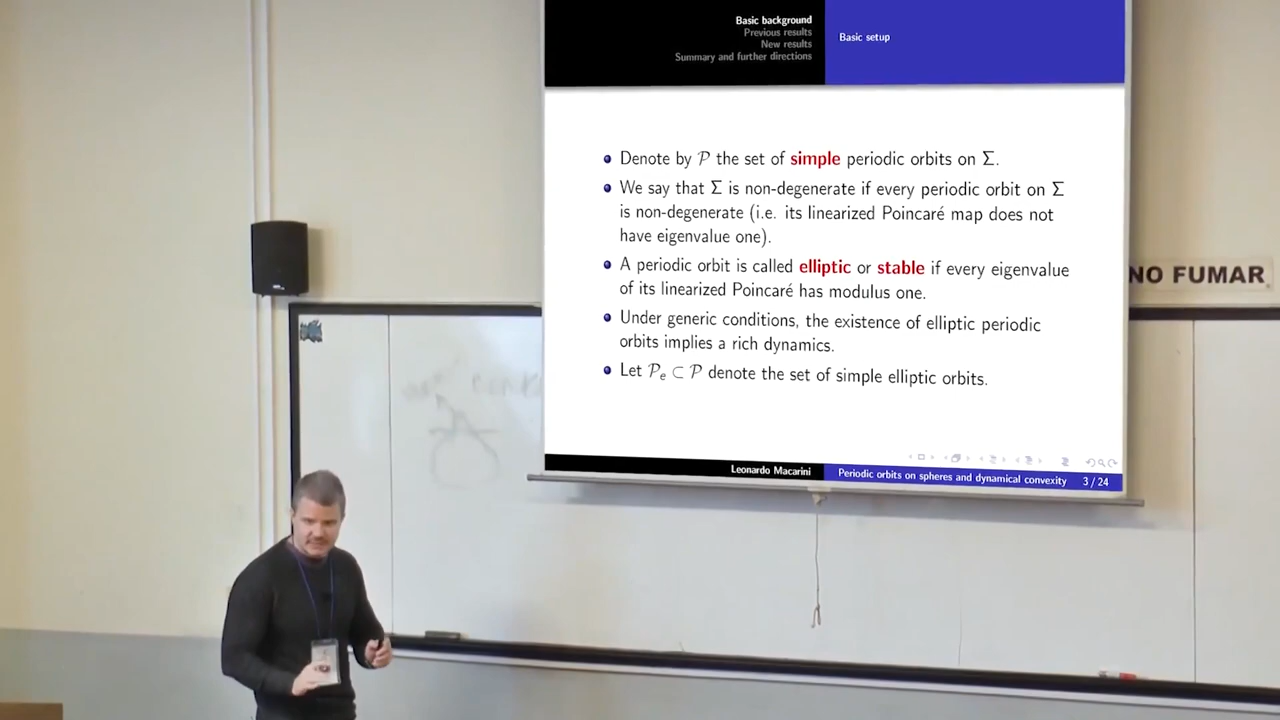 Basic background
Previous results
New results
Summary and further directions
Basic setup
Denote by 𝒫 the set of simple periodic orbits on Σ.
We say that Σ is non-degenerate if every periodic orbit on Σ
is non-degenerate (i.e. its linearized Poincaré map does not
have eigenvalue one).
A periodic orbit is called elliptic or stable if every eigenvalue
of its linearized Poincaré has modulus one.
Under generic conditions, the existence of elliptic periodic
orbits implies a rich dynamics.
Let 𝒫e ⊂ 𝒫 denote the set of simple elliptic orbits.
Leonardo Macarini
Periodic orbits on spheres and dynamical convexity
3 / 24
NO FUMAR